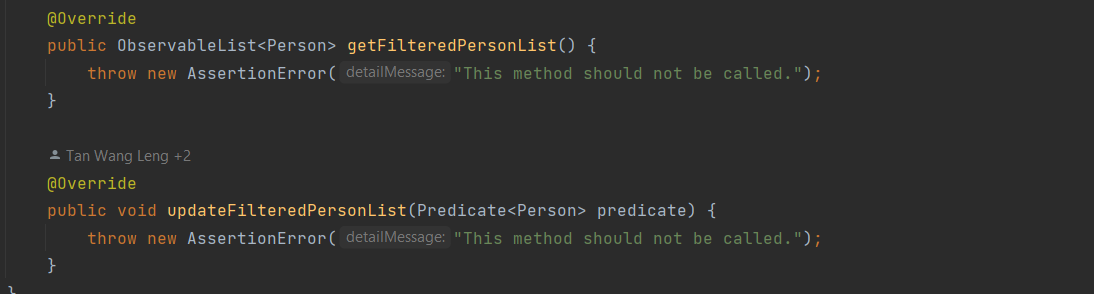 @Override
public ObservableList<Person> getFilteredPersonList() {
throw new AssertionError( detailMessage: "This method should not be called.");
}
Tan Wang Leng +2
@Override
public void updateFilteredPersonList(Predicate<Person> predicate) {
throw new AssertionError( detailMessage: "This method should not be called.");
}
}